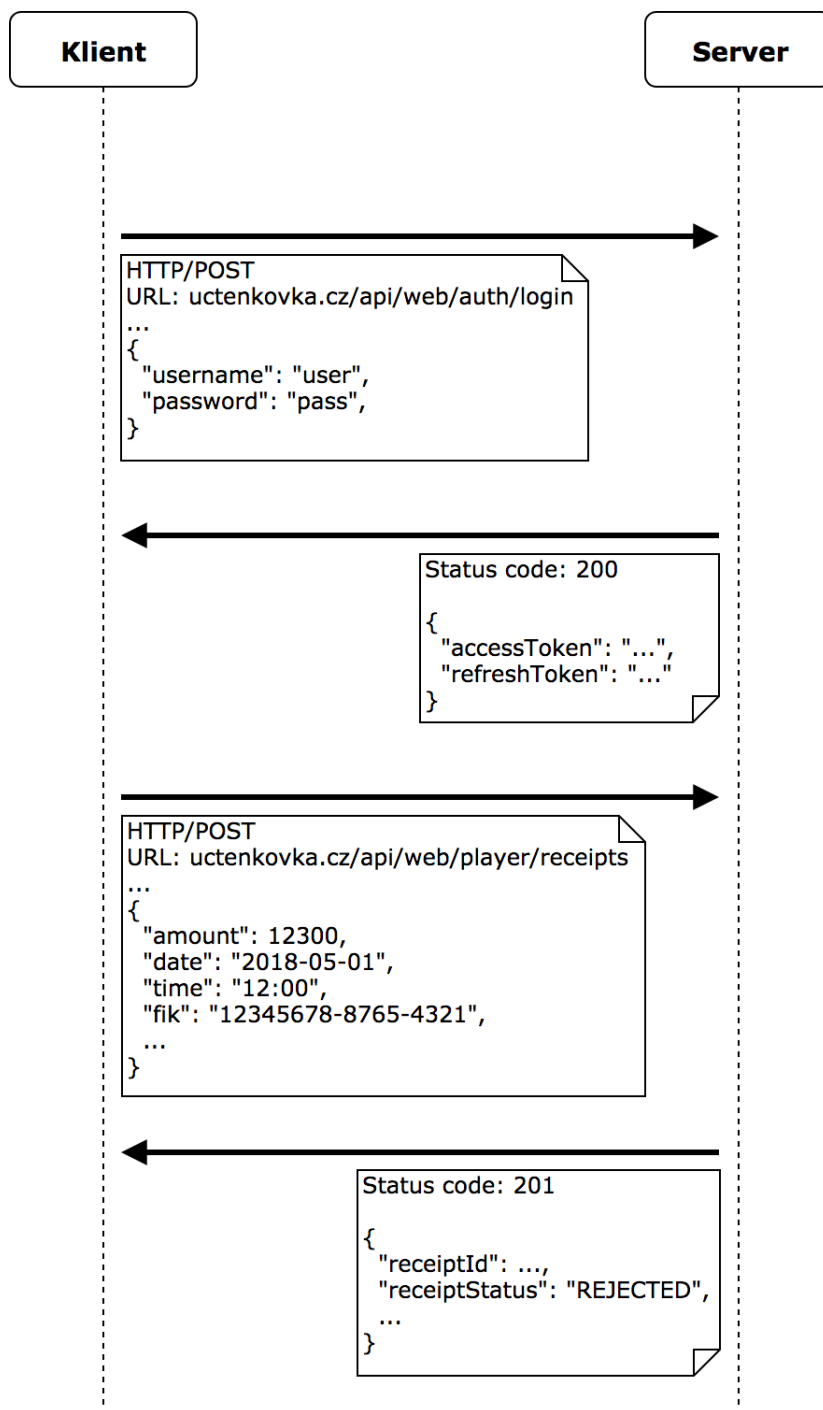 Klient
Server
HTTP/POST
URL: uctenkovka.cz/api/web/auth/login
...
{
"username": "user",
"password": "pass",
}
Status code: 200
{
"accessToken": "...",
"refreshToken": "..."
}
HTTP/POST
URL: uctenkovka.cz/api/web/player/receipts
...
{
"amount": 12300,
"date": "2018-05-01",
"time": "12:00",
"fik": "12345678-8765-4321",
...
}
Status code: 201
{
"receiptId": ...,
"receiptStatus": "REJECTED",
...
}